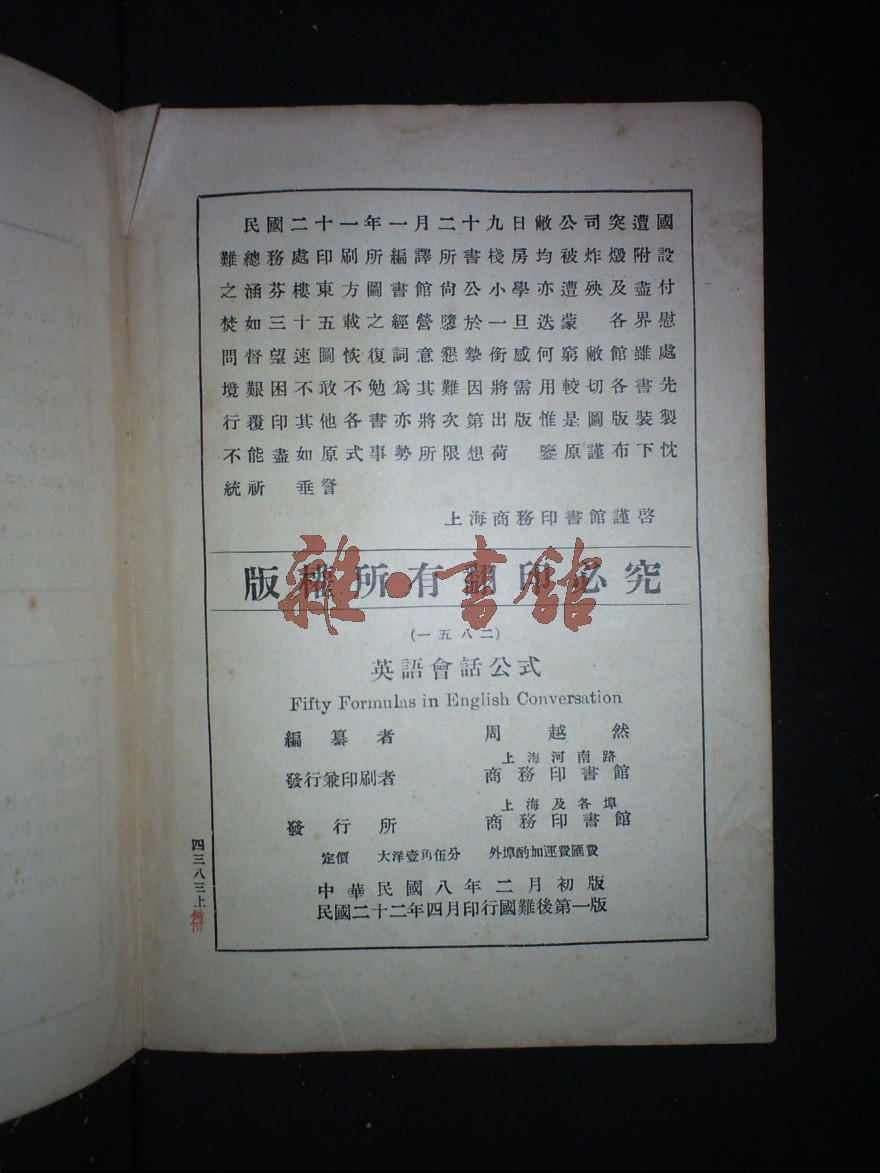 民國二十一年一月二十九日敝公司突遭國
難總務處印刷所編譯所書棧房均被炸燬附設
之涵芬樓東方圖書館尙公小學亦遭殃及盡付
焚如三十五載之經營隳於一旦迭蒙 各界慰
問督望速圖恢復詞意懇摯銜感何窮敝館雖處
境艱困不敢不勉爲其難因將需用較切各書先
行覆印其他各書亦將次第出版惟是圖版裝製
不能盡如原式事勢所限想荷 鑒原謹布下忱
統祈 垂詧
上海商務印書館謹啓
版權所有翻印必究
雜·書館
(一五八二)
英語會話公式
Fifty Formulas in English Conversation
編纂者 周越然
上海河南路
發行兼印刷者 商務印書館
上海及各埠
發行所 商務印書館
定價 大洋壹角伍分 外埠酌加運費匯費
中華民國八年二月初版
民國二十二年四月印行國難後第一版
四三八三上